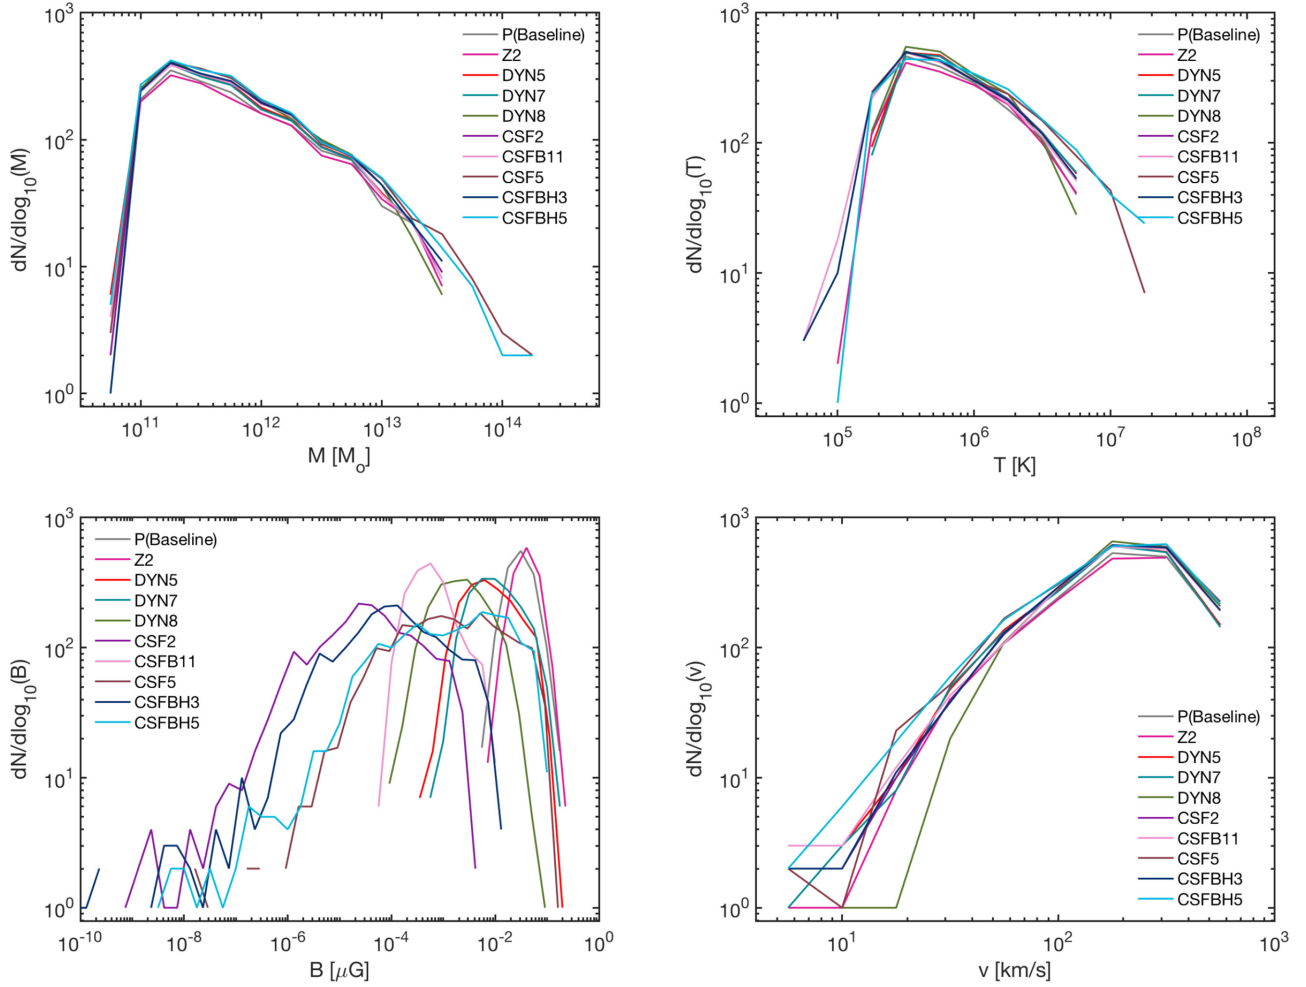 10^3
10^2
10^1
10^0
dN/dlog10(M)
P(Baseline)
Z2
DYN5
DYN7
DYN8
CSF2
CSFB11
CSF5
CSFBH3
CSFBH5
10^11 10^12 10^13 10^14
M [Mo]
10^3
10^2
10^1
10^0
dN/dlog10(T)
P(Baseline)
Z2
DYN5
DYN7
DYN8
CSF2
CSFB11
CSF5
CSFBH3
CSFBH5
10^5 10^6 10^7 10^8
T [K]
10^3
10^2
10^1
10^0
dN/dlog10(B)
P(Baseline)
Z2
DYN5
DYN7
DYN8
CSF2
CSFB11
CSF5
CSFBH3
CSFBH5
10^-10 10^-8 10^-6 10^-4 10^-2 10^0
B [μG]
10^3
10^2
10^1
10^0
dN/dlog10(v)
P(Baseline)
Z2
DYN5
DYN7
DYN8
CSF2
CSFB11
CSF5
CSFBH3
CSFBH5
10^1 10^2 10^3
v [km/s]